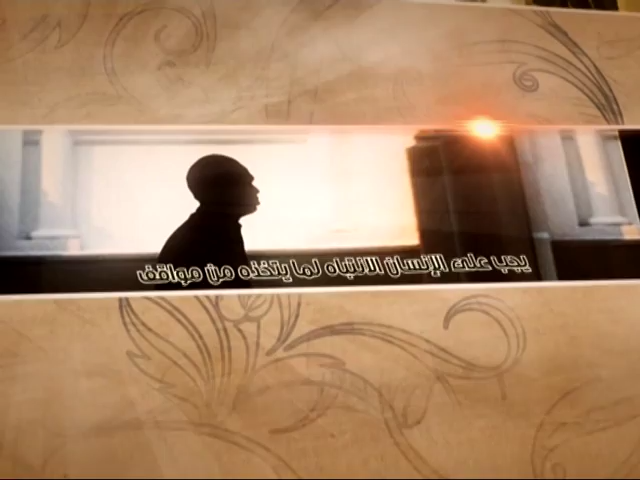 يجب على الإنسان الانتباه لما يتخذه من مواقف